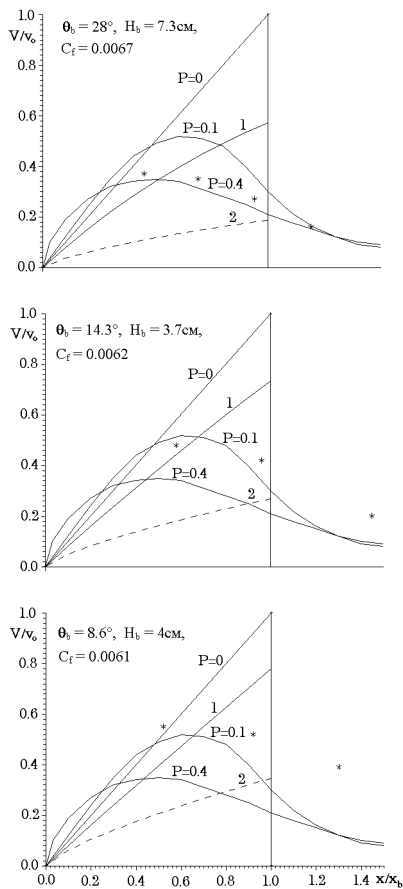 1.0
V/v₀
θb = 28°, Hb = 7.3см,
Cf = 0.0067
0.8
P=0
0.6
P=0.1
1
0.4
P=0.4
0.2
2
0.0
1.0
V/v₀
θb = 14.3°, Hb = 3.7см,
Cf = 0.0062
0.8
P=0
1
0.6
P=0.1
0.4
P=0.4
2
0.2
0.0
1.0
V/v₀
θb = 8.6°, Hb = 4см,
Cf = 0.0061
0.8
P=0
1
0.6
P=0.1
0.4
P=0.4
2
0.2
0.0
0.0 0.2 0.4 0.6 0.8 1.0 1.2 1.4 x/xb